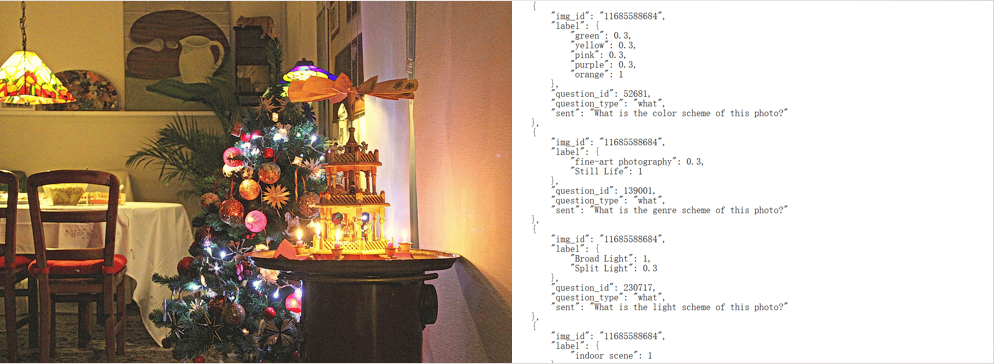 {
"img_id": "11685588684",
"label": {
"green": 0.3,
"yellow": 0.3,
"pink": 0.3,
"purple": 0.3,
"orange": 1
},
"question_id": 52681,
"question_type": "what",
"sent": "What is the color scheme of this photo?"
},
{
"img_id": "11685588684",
"label": {
"fine-art photography": 0.3,
"Still Life": 1
},
"question_id": 139001,
"question_type": "what",
"sent": "What is the genre scheme of this photo?"
},
{
"img_id": "11685588684",
"label": {
"Broad Light": 1,
"Split Light": 0.3
},
"question_id": 230717,
"question_type": "what",
"sent": "What is the light scheme of this photo?"
},
{
"img_id": "11685588684",
"label": {
"indoor scene": 1